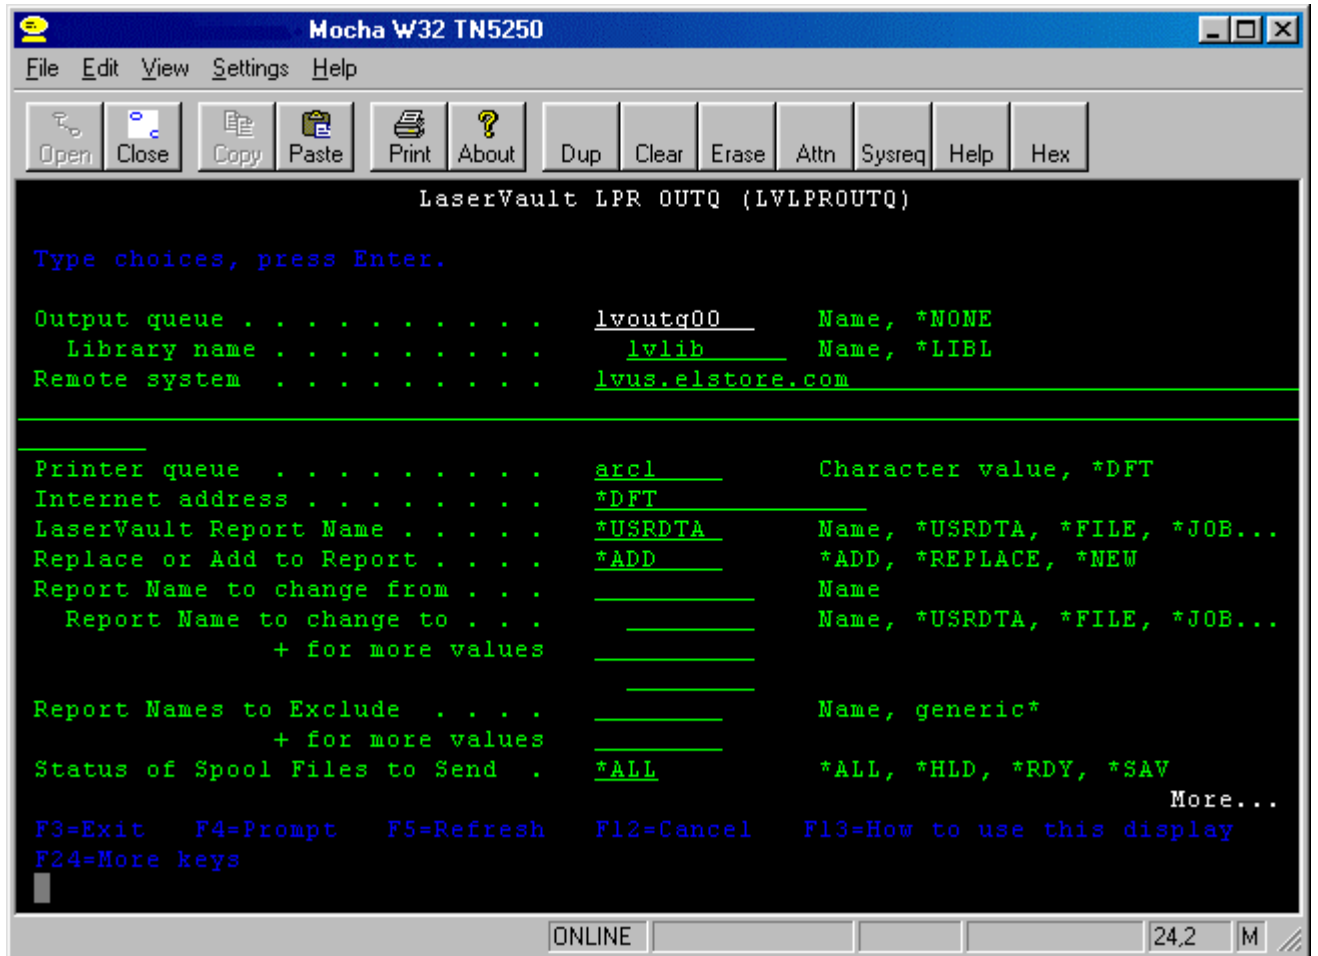 Mocha W32 TN5250
File Edit View Settings Help
Open Close Copy Paste Print About Dup Clear Erase Attn Sysreq Help Hex
LaserVault LPR OUTQ (LVLPROUTQ)
Type choices, press Enter.
Output queue . . . . . . . . . . lvoutq00 Name, *NONE
Library name . . . . . . . . . lvlib Name, *LIBL
Remote system . . . . . . . . . lvus.elstore.com
Printer queue . . . . . . . . . arcl Character value, *DFT
Internet address . . . . . . . . *DFT
LaserVault Report Name . . . . . *USRDTA Name, *USRDTA, *FILE, *JOB...
Replace or Add to Report . . . . *ADD *ADD, *REPLACE, *NEW
Report Name to change from . . . Name
Report Name to change to . . . Name, *USRDTA, *FILE, *JOB...
+ for more values
Report Names to Exclude . . . . Name, generic*
+ for more values
Status of Spool Files to Send . *ALL *ALL, *HLD, *RDY, *SAV
More...
F3=Exit F4=Prompt F5=Refresh F12=Cancel F13=How to use this display
F24=More keys
ONLINE 24,2 M